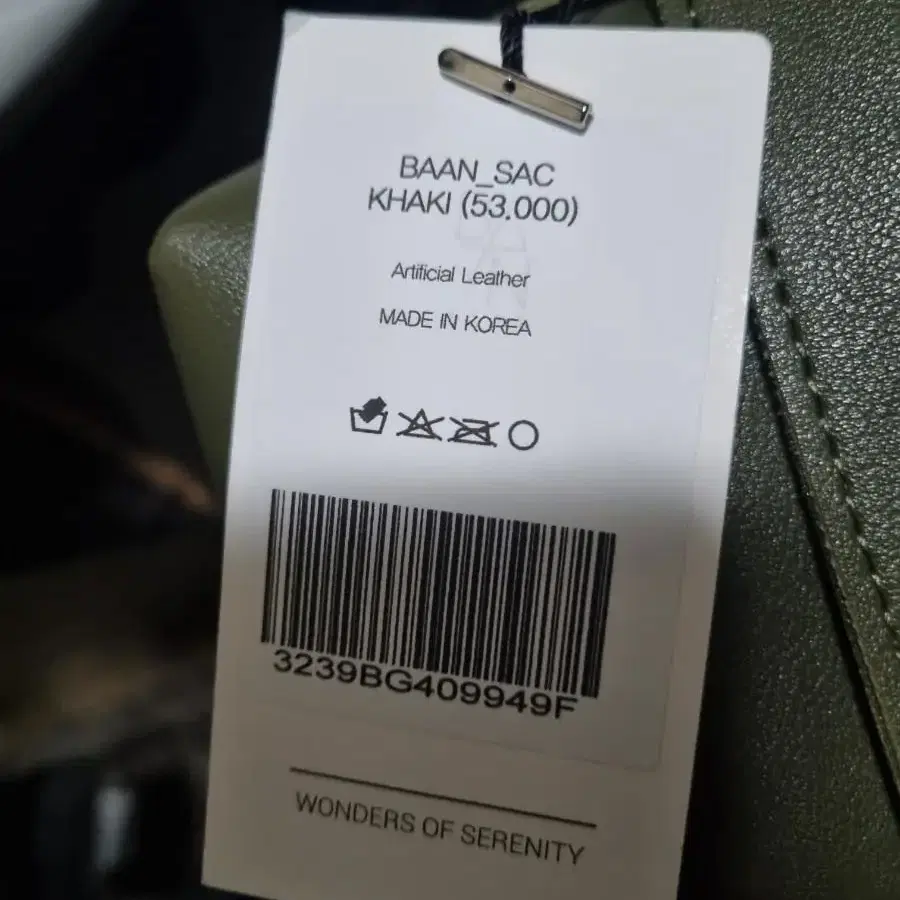 BAAN_SAC
KHAKI (53.000)
Artificial Leather
MADE IN KOREA
3239BG409949F
WONDERS OF SERENITY